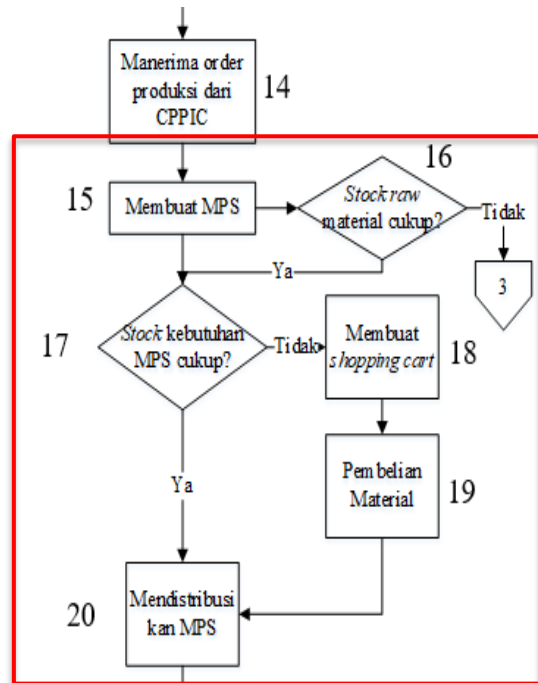 Manerima order
produksi dari
CPPIC
14
15
Membuat MPS
16
Stock raw
material cukup?
Tidak
3
Ya
17
Stock kebutuhan
MPS cukup?
Tidak
Membuat
shopping cart
18
Ya
Pembelian
Material
19
20
Mendistribusi
kan MPS